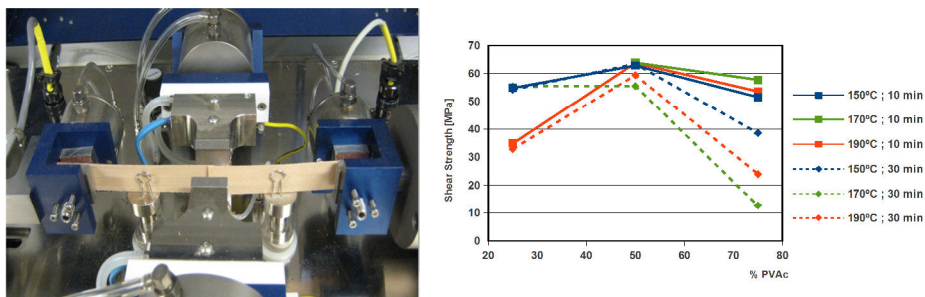 Shear Strength [MPa]
70
60
50
40
30
20
10
0
20 30 40 50 60 70 80
% PVAc
150ºC ; 10 min
170ºC ; 10 min
190ºC ; 10 min
150ºC ; 30 min
170ºC ; 30 min
190ºC ; 30 min